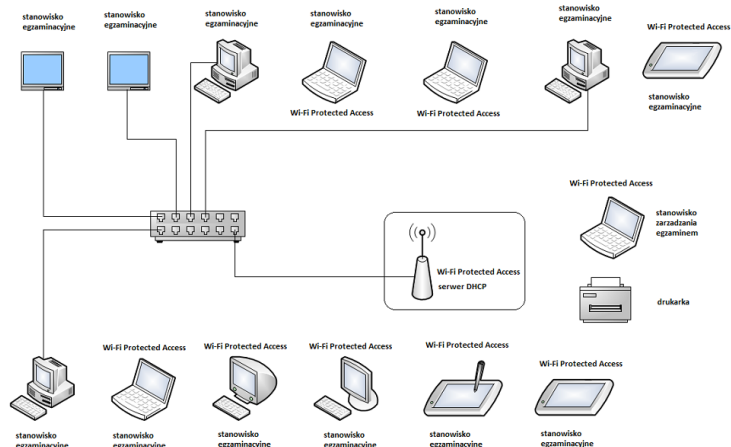 stanowisko
egzaminacyjne
stanowisko
egzaminacyjne
stanowisko
egzaminacyjne
stanowisko
egzaminacyjne
stanowisko
egzaminacyjne
stanowisko
egzaminacyjne
Wi-Fi Protected Access
stanowisko
egzaminacyjne
Wi-Fi Protected Access
Wi-Fi Protected Access
Wi-Fi Protected Access
stanowisko
zarzadzania
egzaminem
Wi-Fi Protected Access
serwer DHCP
drukarka
Wi-Fi Protected Access
Wi-Fi Protected Access
Wi-Fi Protected Access
Wi-Fi Protected Access
Wi-Fi Protected Access
stanowisko
egzaminacyjne
stanowisko
egzaminacyjne
stanowisko
egzaminacyjne
stanowisko
egzaminacyjne
stanowisko
egzaminacyjne
stanowisko
egzaminacyjne